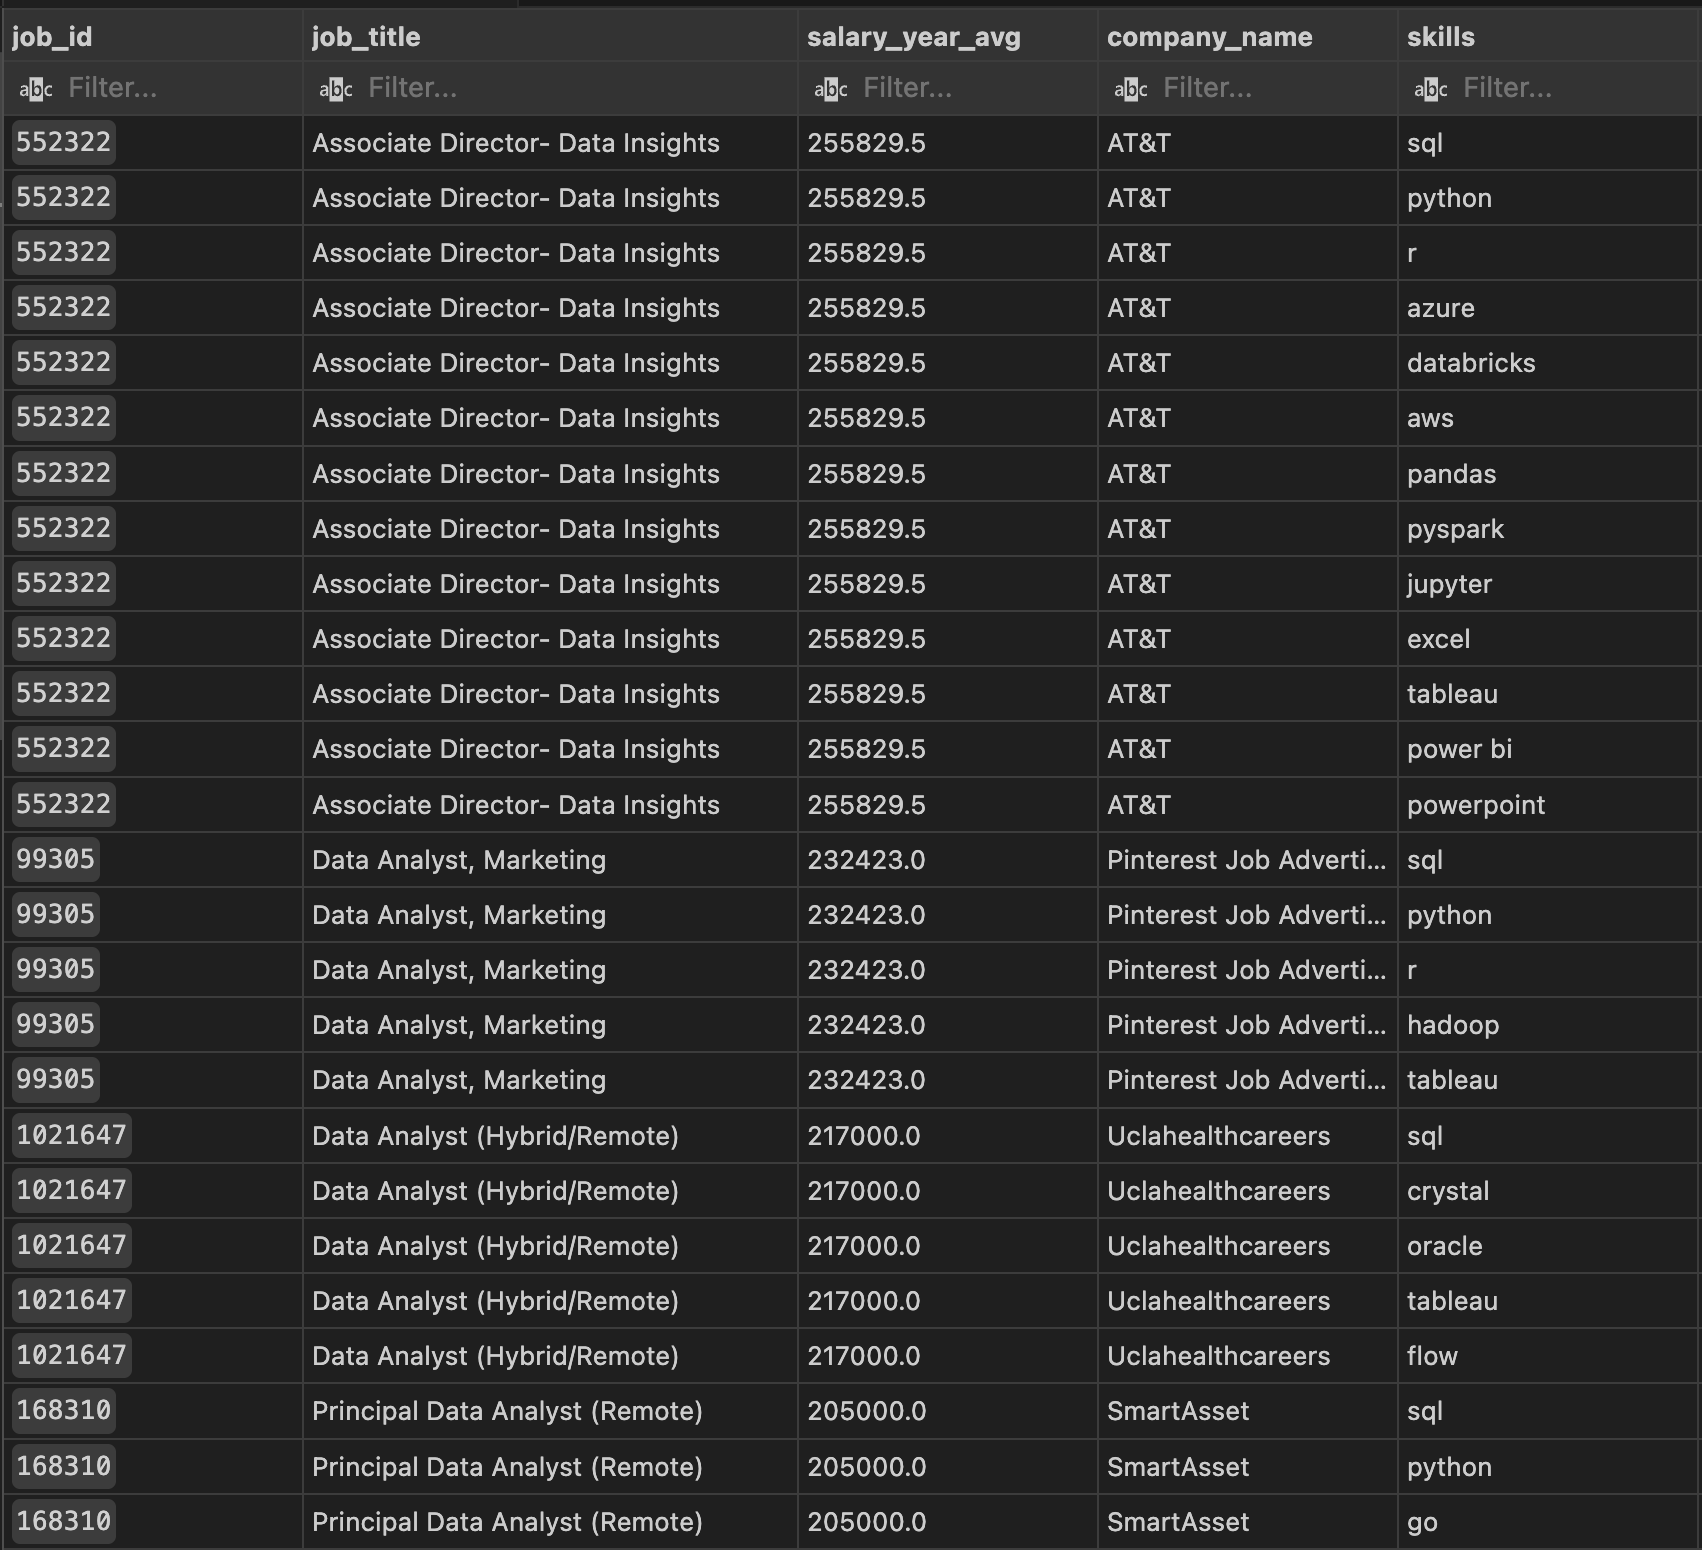 job_id job_title salary_year_avg company_name skills
abc Filter... abc Filter... abc Filter... abc Filter... abc Filter...
552322 Associate Director- Data Insights 255829.5 AT&T sql
552322 Associate Director- Data Insights 255829.5 AT&T python
552322 Associate Director- Data Insights 255829.5 AT&T r
552322 Associate Director- Data Insights 255829.5 AT&T azure
552322 Associate Director- Data Insights 255829.5 AT&T databricks
552322 Associate Director- Data Insights 255829.5 AT&T aws
552322 Associate Director- Data Insights 255829.5 AT&T pandas
552322 Associate Director- Data Insights 255829.5 AT&T pyspark
552322 Associate Director- Data Insights 255829.5 AT&T jupyter
552322 Associate Director- Data Insights 255829.5 AT&T excel
552322 Associate Director- Data Insights 255829.5 AT&T tableau
552322 Associate Director- Data Insights 255829.5 AT&T power bi
552322 Associate Director- Data Insights 255829.5 AT&T powerpoint
99305 Data Analyst, Marketing 232423.0 Pinterest Job Adverti... sql
99305 Data Analyst, Marketing 232423.0 Pinterest Job Adverti... python
99305 Data Analyst, Marketing 232423.0 Pinterest Job Adverti... r
99305 Data Analyst, Marketing 232423.0 Pinterest Job Adverti... hadoop
99305 Data Analyst, Marketing 232423.0 Pinterest Job Adverti... tableau
1021647 Data Analyst (Hybrid/Remote) 217000.0 Uclahealthcareers sql
1021647 Data Analyst (Hybrid/Remote) 217000.0 Uclahealthcareers crystal
1021647 Data Analyst (Hybrid/Remote) 217000.0 Uclahealthcareers oracle
1021647 Data Analyst (Hybrid/Remote) 217000.0 Uclahealthcareers tableau
1021647 Data Analyst (Hybrid/Remote) 217000.0 Uclahealthcareers flow
168310 Principal Data Analyst (Remote) 205000.0 SmartAsset sql
168310 Principal Data Analyst (Remote) 205000.0 SmartAsset python
168310 Principal Data Analyst (Remote) 205000.0 SmartAsset go